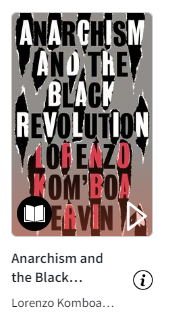 ANARCHISM
AND THE
BLACK
REVOLUTION
LORENZO
KOM'BOA
ERVIN
Anarchism and
the Black...
i
Lorenzo Komboa...